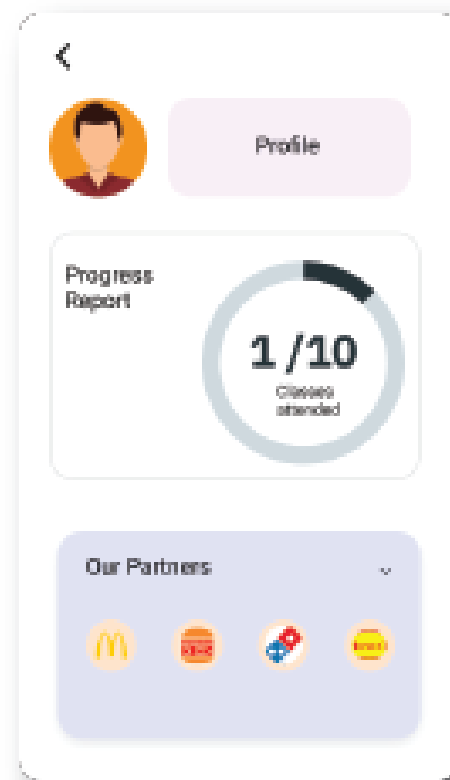 Profile
Progress
Report
1 / 10
Classes
attended
Our Partners